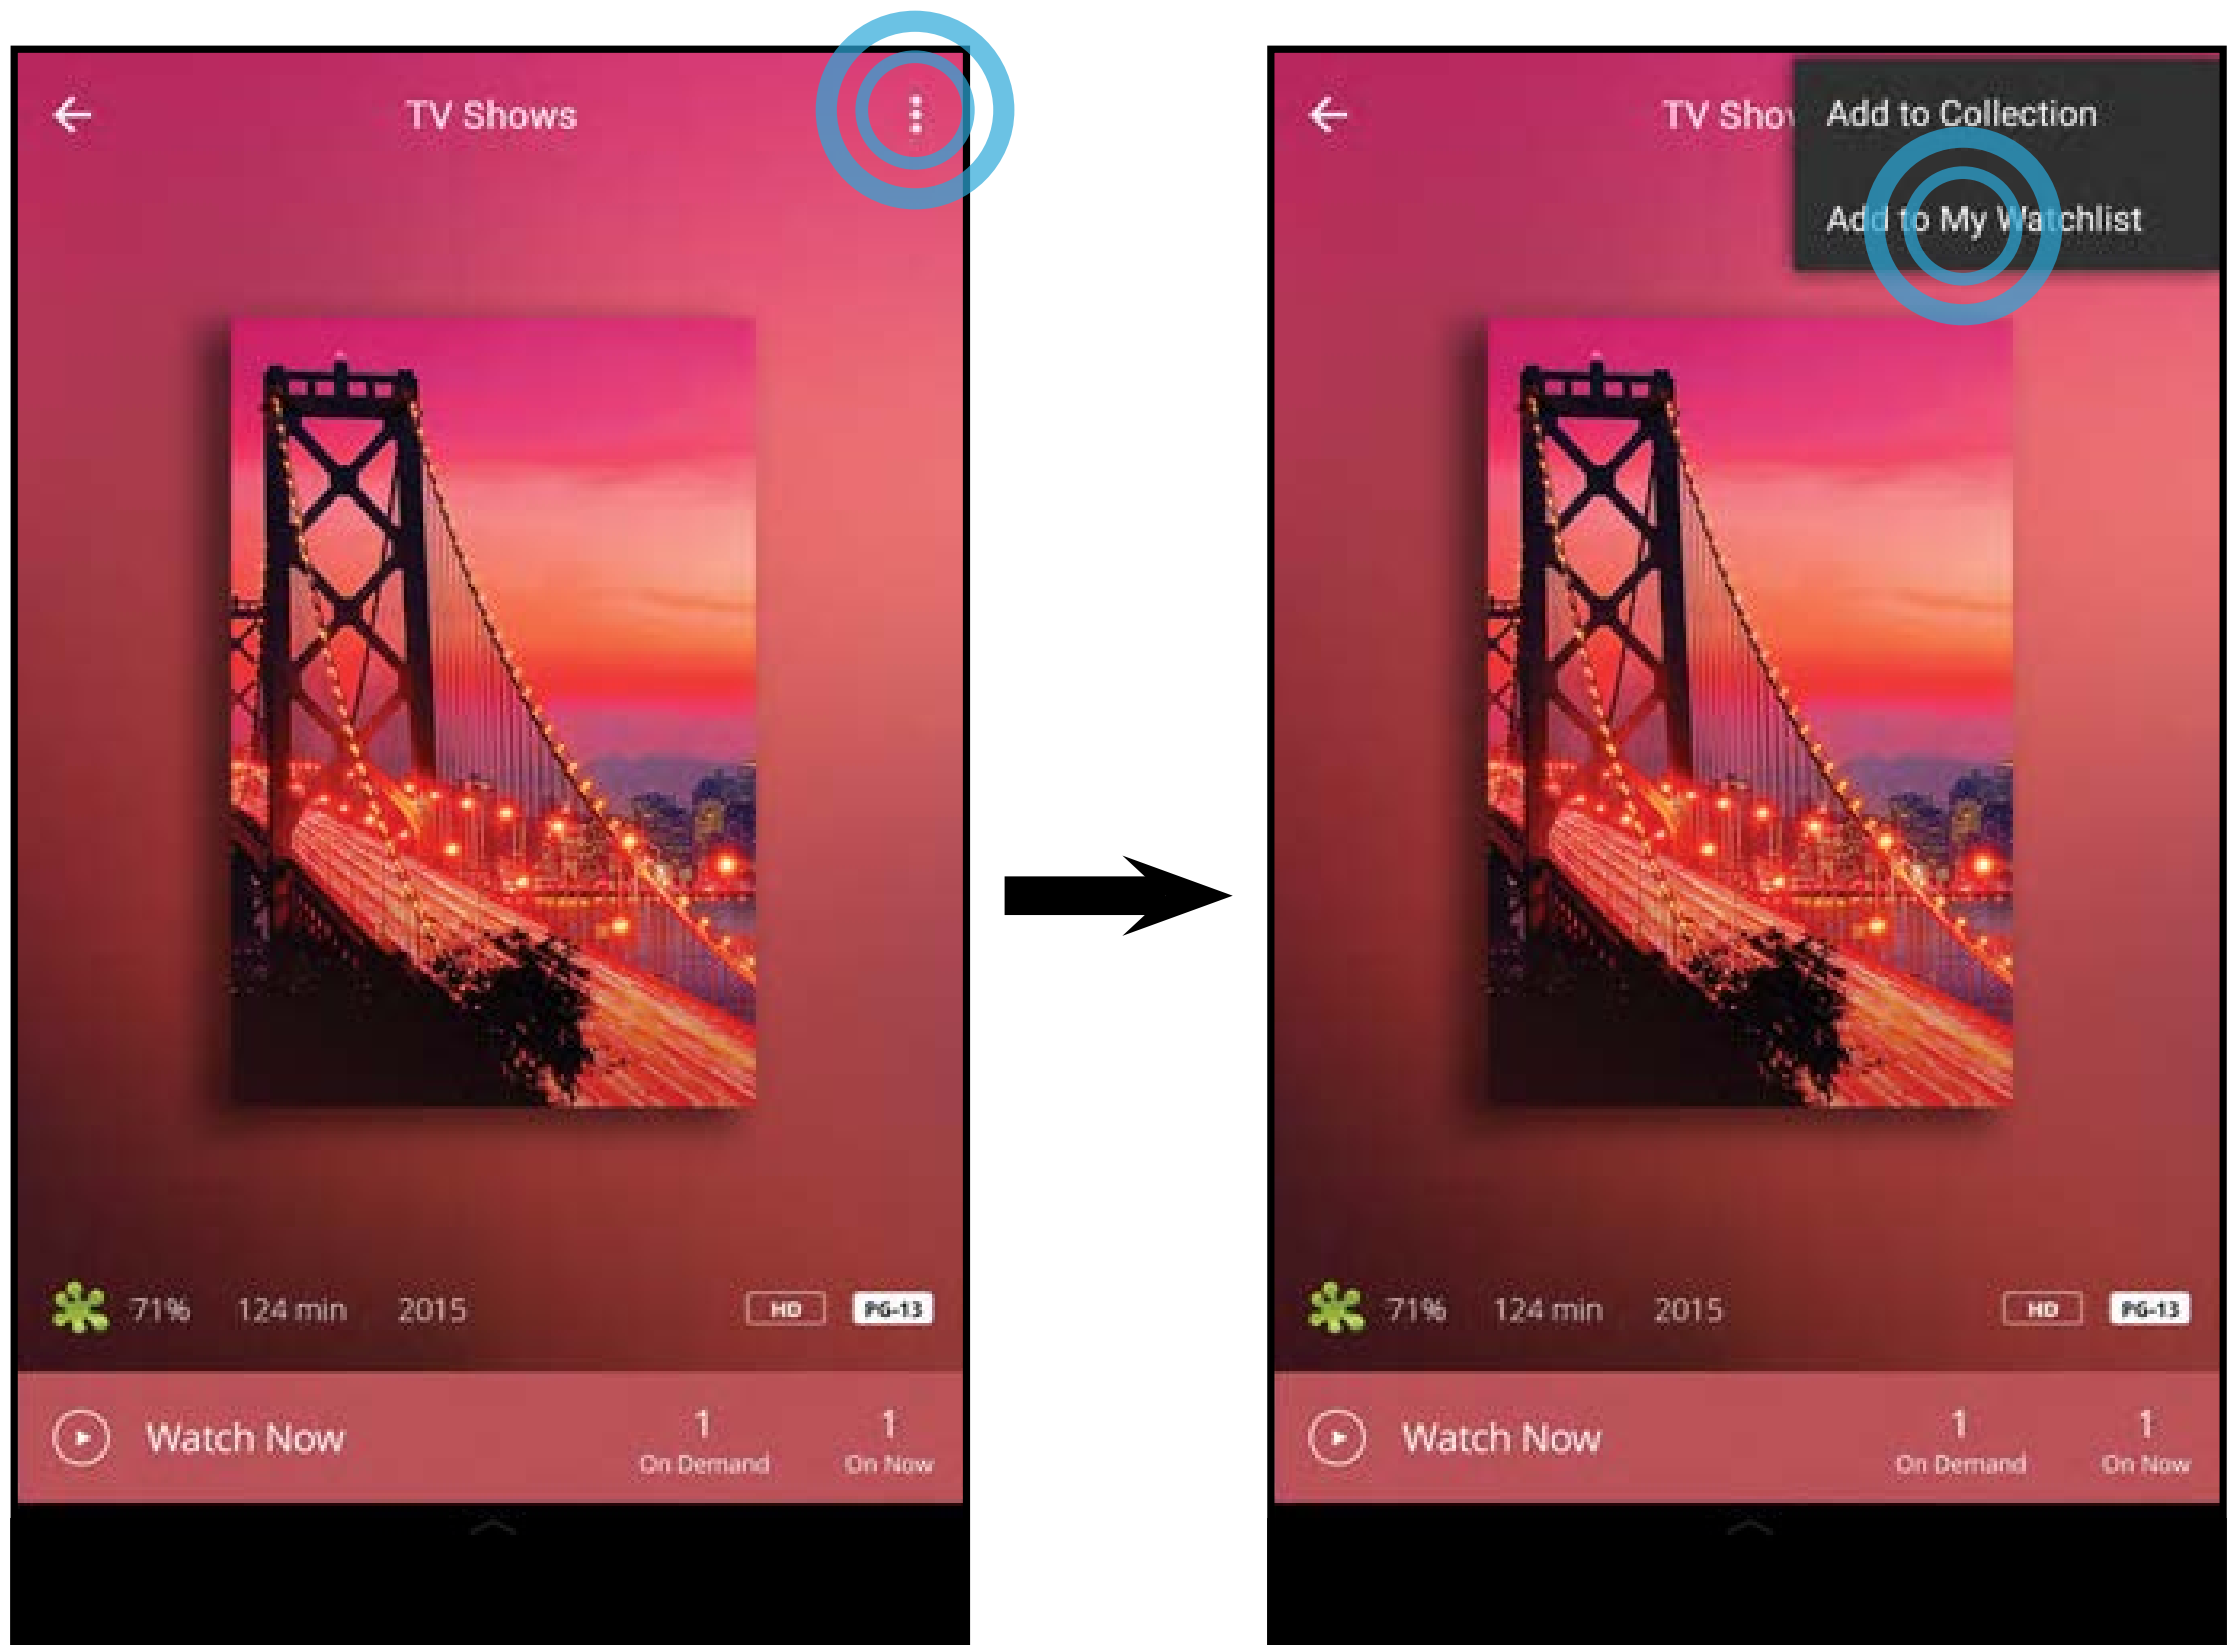 TV Shows
71% 124 min 2015 HD PG-13
Watch Now
1 On Demand
1 On Now
TV Shov
Add to Collection
Add to My Watchlist
71% 124 min 2015 HD PG-13
Watch Now
1 On Demand
1 On Now